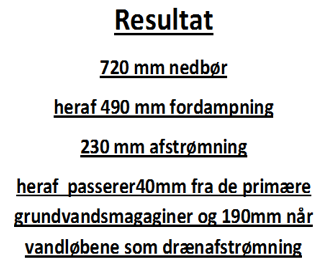 Resultat
720 mm nedbør
heraf 490 mm fordampning
230 mm afstrømning
heraf  passerer40mm fra de primære
grundvandsmagaginer og 190mm når
vandløbene som drænafstrømning